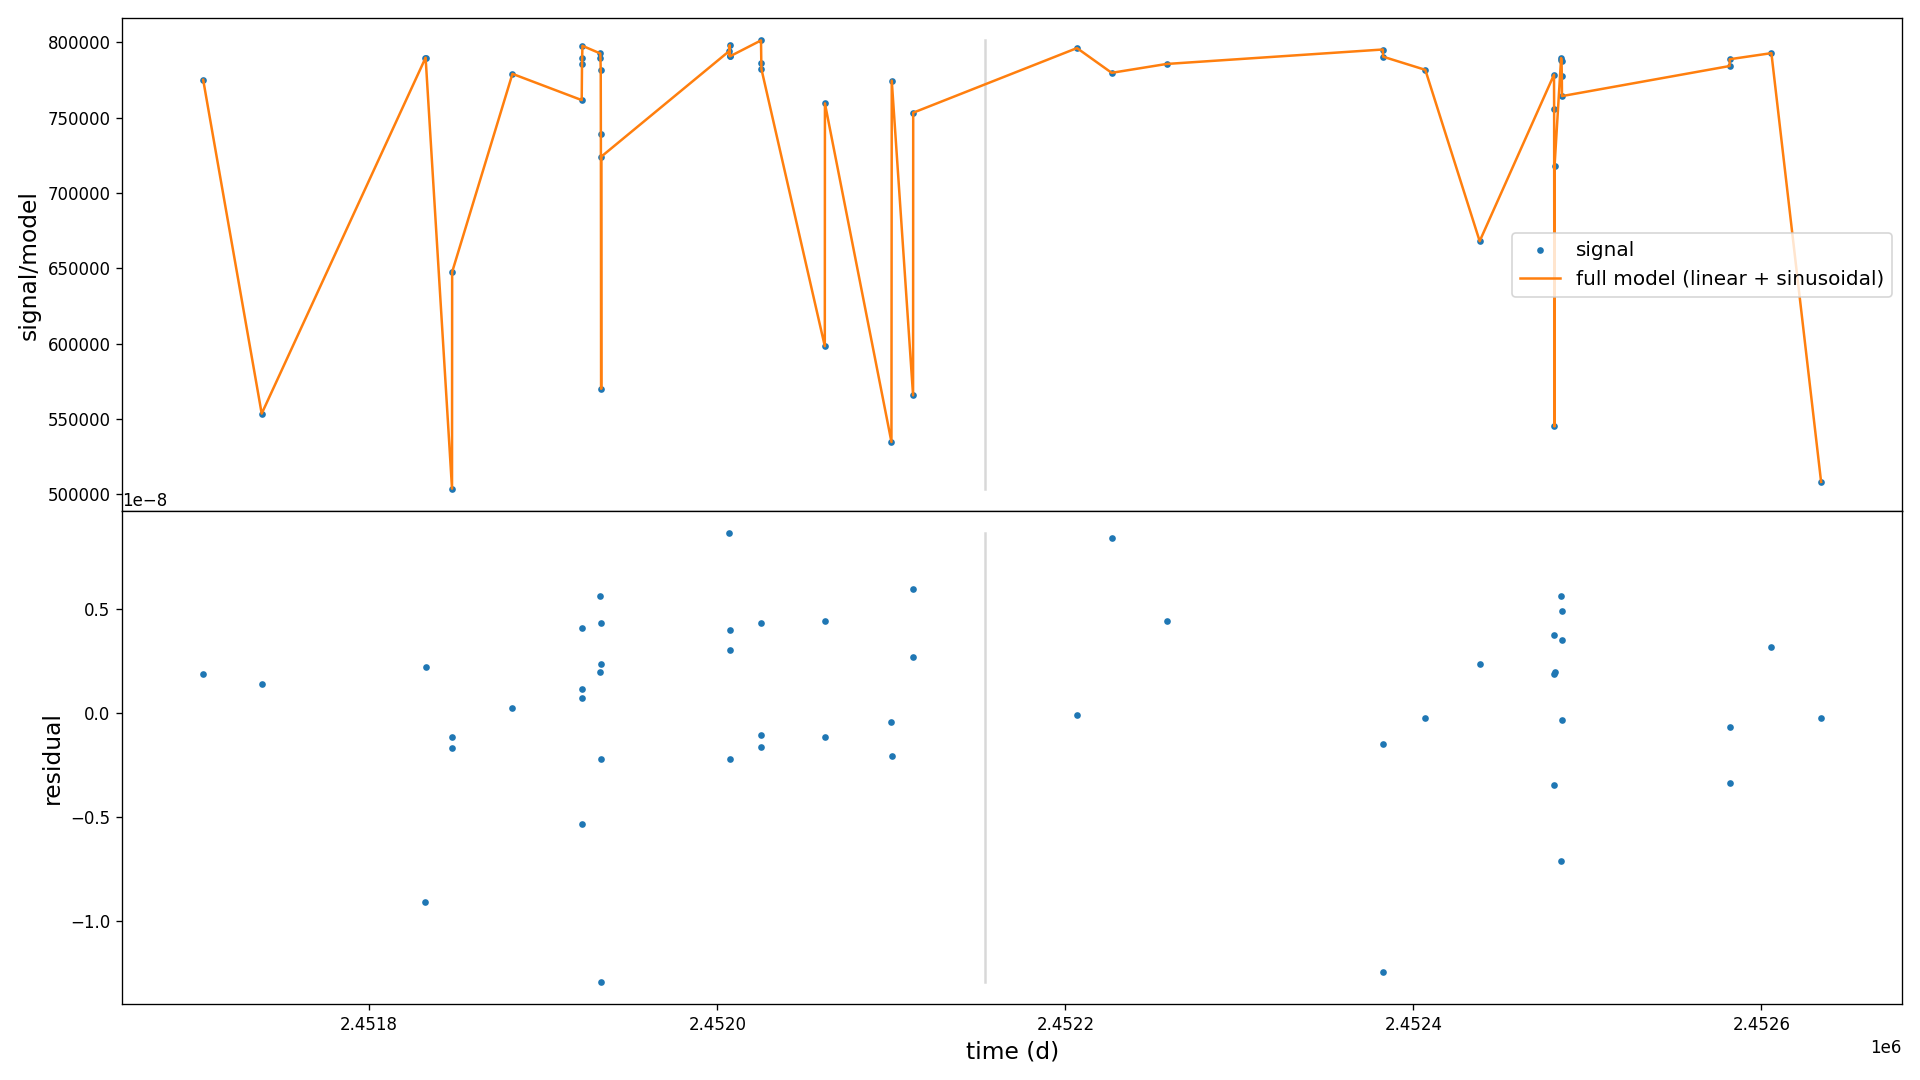 800000
750000
700000
650000
600000
550000
500000
signal/model
signal
full model (linear + sinusoidal)
1e−8
0.5
0.0
−0.5
−1.0
residual
2.4518
2.4520
2.4522
2.4524
2.4526
1e6
time (d)